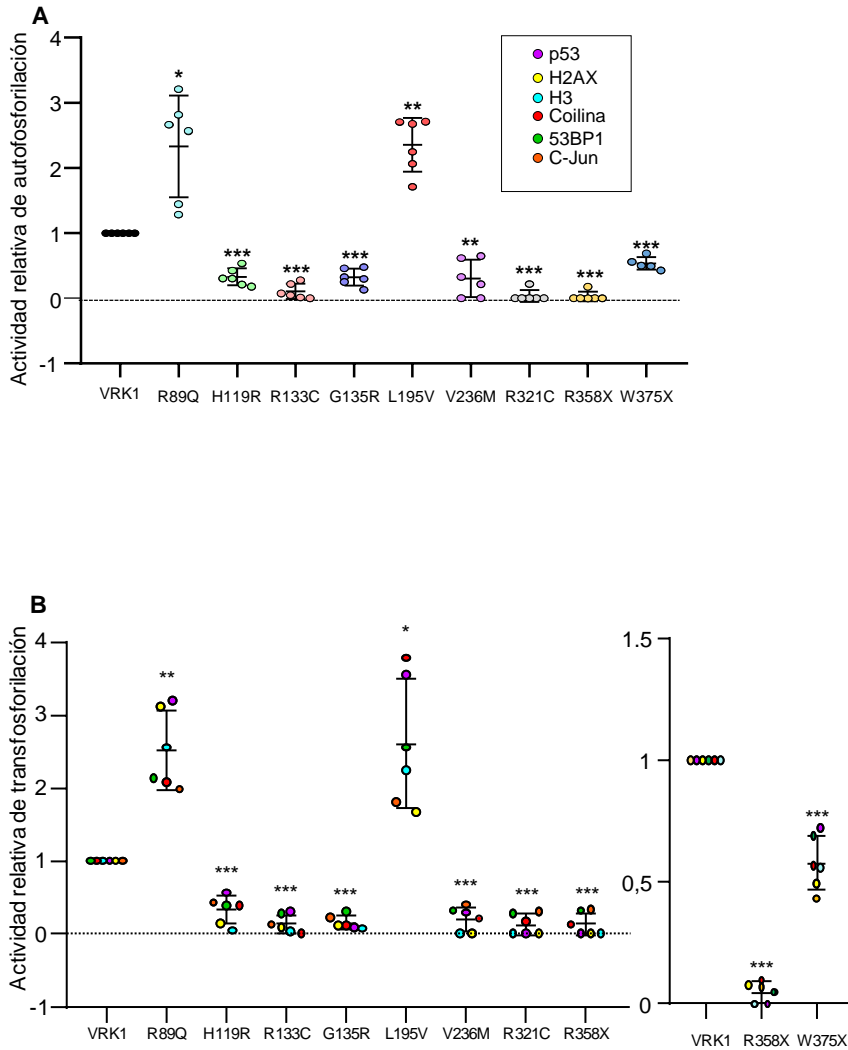 A
Actividad relativa de autofosforilación
4
3
2
1
0
-1
p53
H2AX
H3
Coilina
53BP1
C-Jun
* *** *** *** ** ** *** *** ***
VRK1 R89Q H119R R133C G135R L195V V236M R321C R358X W375X
B
Actividad relativa de transfosforilación
4
3
2
1
0
-1
** *** *** *** * *** *** ***
VRK1 R89Q H119R R133C G135R L195V V236M R321C R358X
1.5
1
0,5
0
*** ***
VRK1 R358X W375X